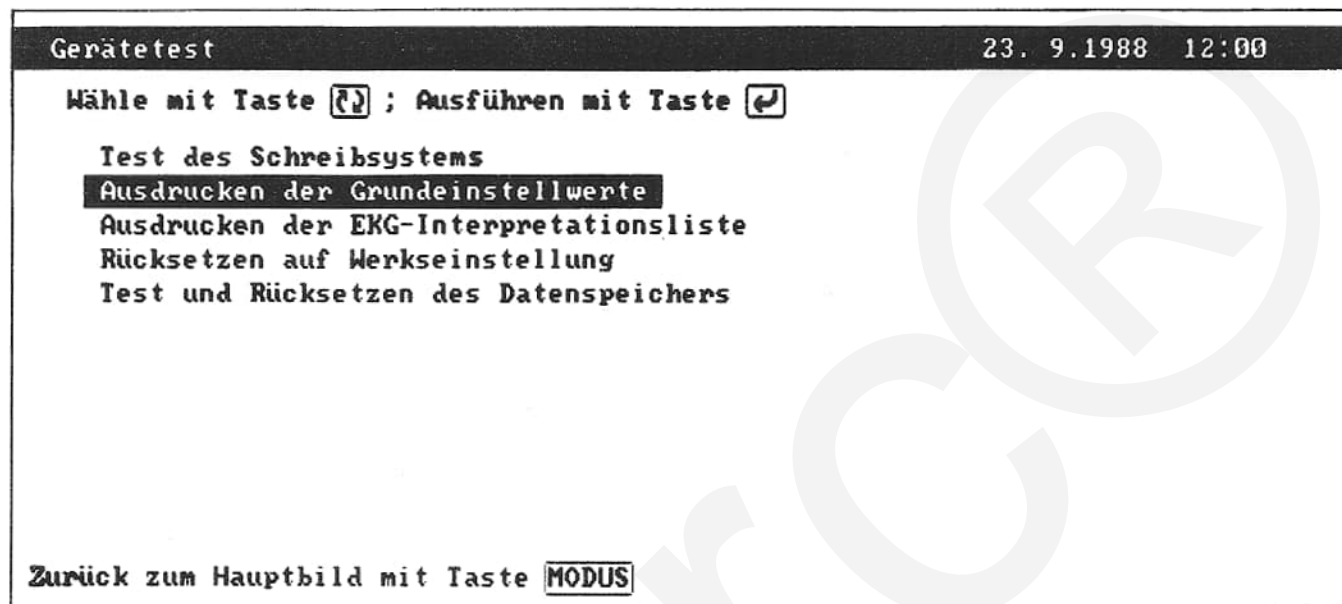 Gerätetest 23. 9.1988 12:00
Wähle mit Taste ; Ausführen mit Taste
Test des Schreibsystems
Ausdrucken der Grundeinstellwerte
Ausdrucken der EKG-Interpretationsliste
Rücksetzen auf Werkseinstellung
Test und Rücksetzen des Datenspeichers
Zurück zum Hauptbild mit Taste MODUS
rc®